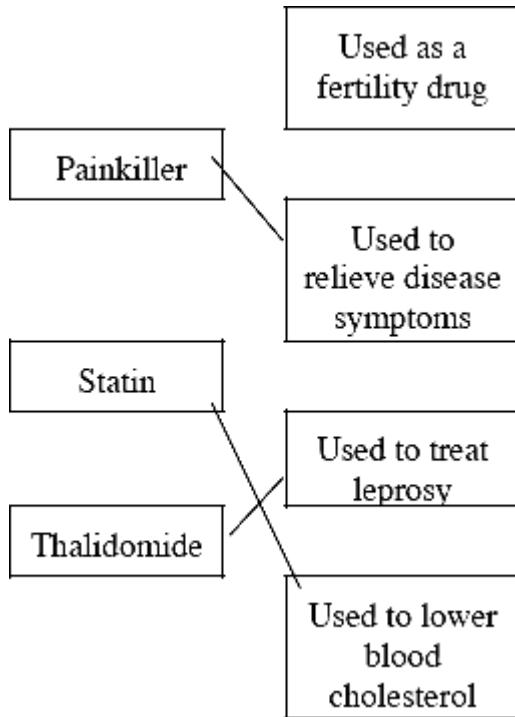 Used as a
fertility drug
Painkiller
Used to
relieve disease
symptoms
Statin
Used to treat
leprosy
Thalidomide
Used to lower
blood
cholesterol